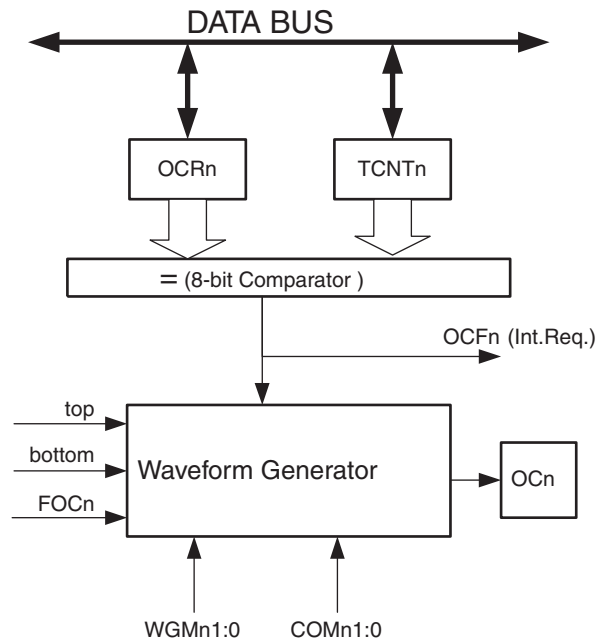 DATA BUS
OCRn
TCNTn
= (8-bit Comparator )
OCFn (Int.Req.)
top
bottom
FOCn
Waveform Generator
OCn
WGMn1:0
COMn1:0